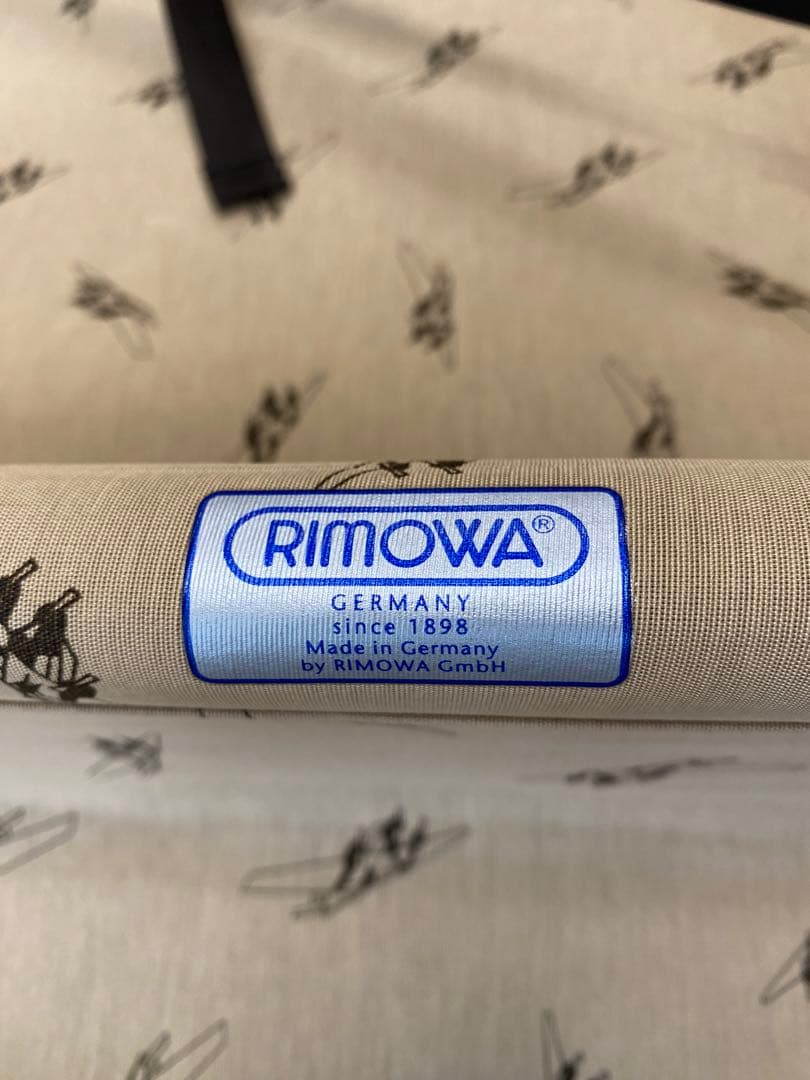 RIMOWA®
GERMANY
since 1898
Made in Germany
by RIMOWA GmbH